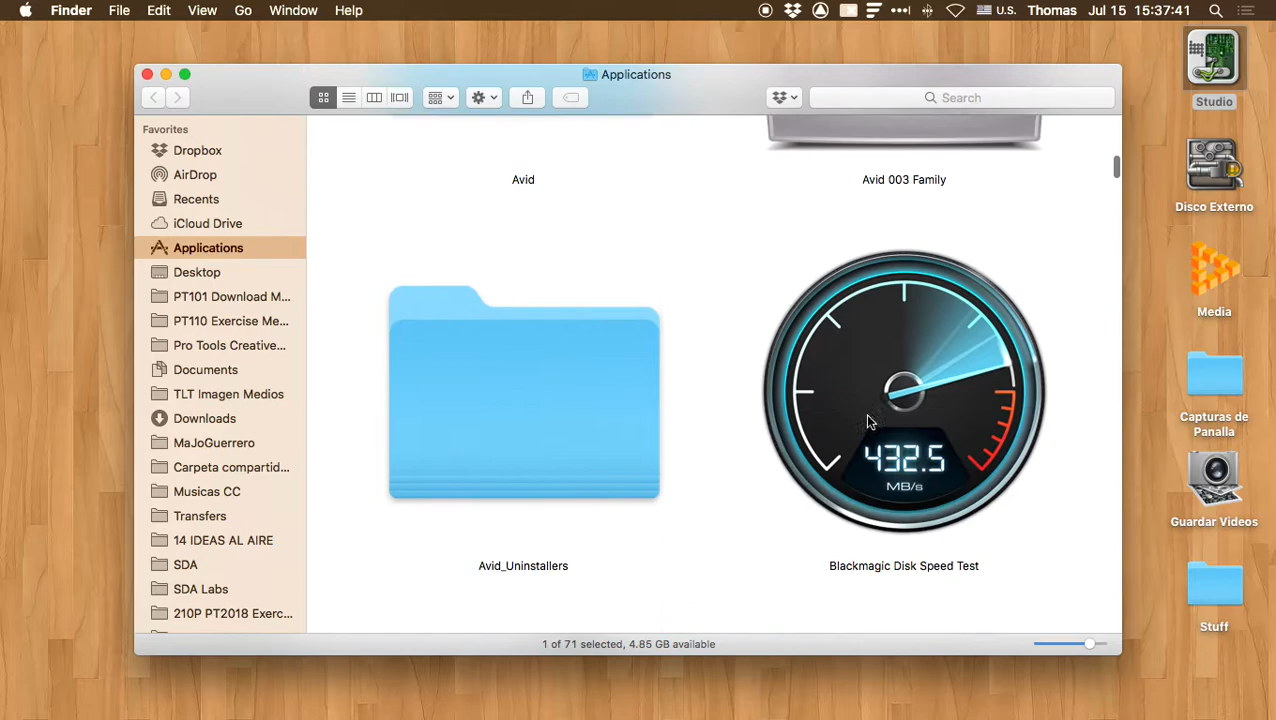 Finder File Edit View Go Window Help U.S. Thomas Jul 15 15:37:41
Applications
Search
Favorites
Dropbox
AirDrop
Recents
iCloud Drive
Applications
Desktop
PT101 Download M...
PT110 Exercise Me...
Pro Tools Creative...
Documents
TLT Imagen Medios
Downloads
MaJoGuerrero
Carpeta compartid...
Musicas CC
Transfers
14 IDEAS AL AIRE
SDA
SDA Labs
210P PT2018 Exerc...
Avid
Avid 003 Family
432.5
MB/s
Avid_Uninstallers
Blackmagic Disk Speed Test
1 of 71 selected, 4.85 GB available
Studio
Disco Externo
Media
Capturas de
Panalla
Guardar Videos
Stuff